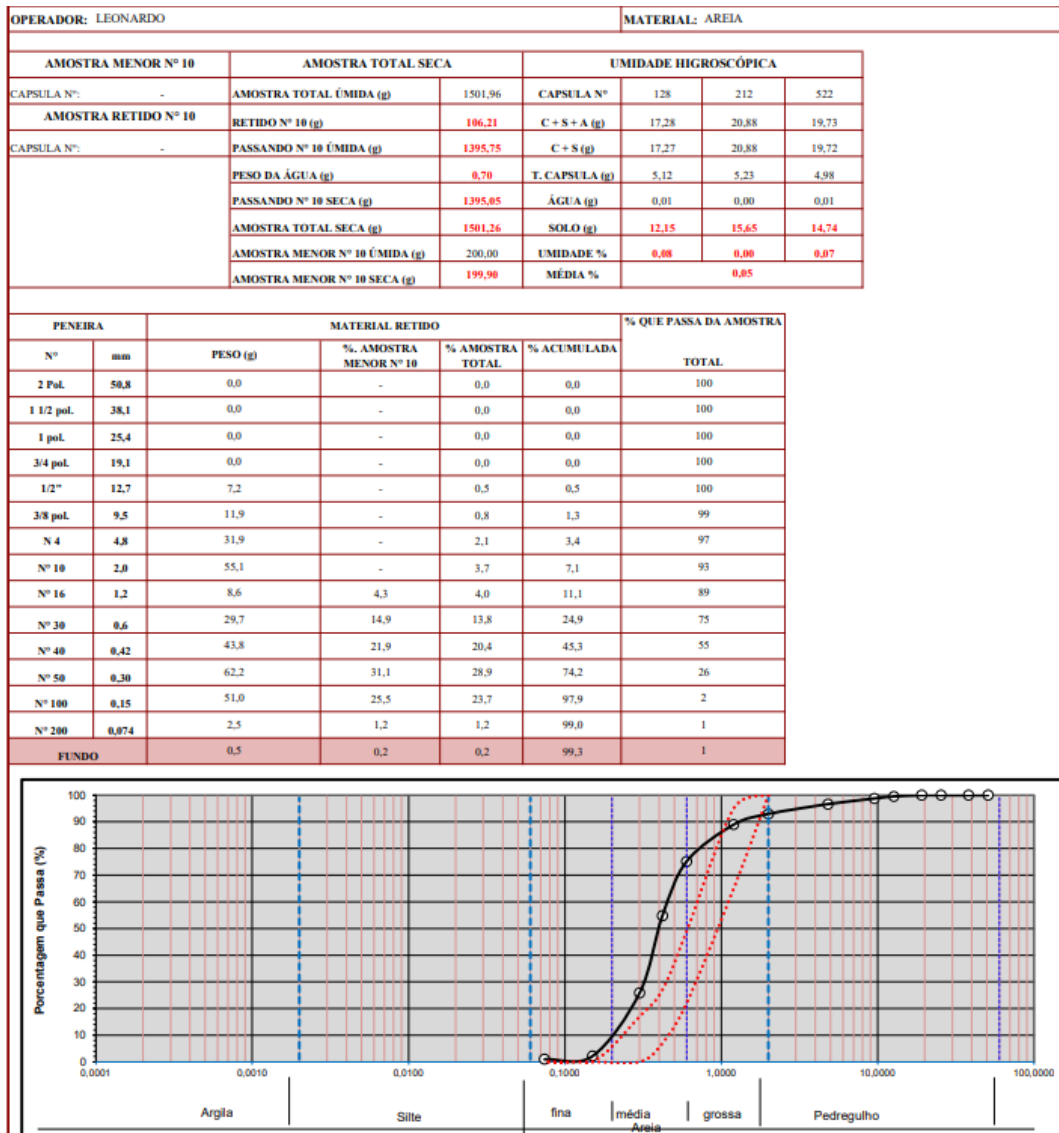 OPERADOR: LEONARDO MATERIAL: AREIA
AMOSTRA MENOR Nº 10 AMOSTRA TOTAL SECA UMIDADE HIGROSCÓPICA
CAPSULA Nº: - AMOSTRA TOTAL ÚMIDA (g) 1501,96 CAPSULA Nº 128 212 522
AMOSTRA RETIDO Nº 10 RETIDO Nº 10 (g) 106,21 C + S + A (g) 17,28 20,88 19,73
CAPSULA Nº: - PASSANDO Nº 10 ÚMIDA (g) 1395,75 C + S (g) 17,27 20,88 19,72
PESO DA ÁGUA (g) 0,70 T. CAPSULA (g) 5,12 5,23 4,98
PASSANDO Nº 10 SECA (g) 1395,05 ÁGUA (g) 0,01 0,00 0,01
AMOSTRA TOTAL SECA (g) 1501,26 SOLO (g) 12,15 15,65 14,74
AMOSTRA MENOR Nº 10 ÚMIDA (g) 200,00 UMIDADE % 0,08 0,00 0,07
AMOSTRA MENOR Nº 10 SECA (g) 199,90 MÉDIA % 0,05
PENEIRA MATERIAL RETIDO % QUE PASSA DA AMOSTRA
Nº mm PESO (g) %. AMOSTRA MENOR Nº 10 % AMOSTRA TOTAL % ACUMULADA TOTAL
2 Pol. 50,8 0,0 - 0,0 0,0 100
1 1/2 pol. 38,1 0,0 - 0,0 0,0 100
1 pol. 25,4 0,0 - 0,0 0,0 100
3/4 pol. 19,1 0,0 - 0,0 0,0 100
1/2" 12,7 7,2 - 0,5 0,5 100
3/8 pol. 9,5 11,9 - 0,8 1,3 99
N 4 4,8 31,9 - 2,1 3,4 97
Nº 10 2,0 55,1 - 3,7 7,1 93
Nº 16 1,2 8,6 4,3 4,0 11,1 89
Nº 30 0,6 29,7 14,9 13,8 24,9 75
Nº 40 0,42 43,8 21,9 20,4 45,3 55
Nº 50 0,30 62,2 31,1 28,9 74,2 26
Nº 100 0,15 51,0 25,5 23,7 97,9 2
Nº 200 0,074 2,5 1,2 1,2 99,0 1
FUNDO 0,5 0,2 0,2 99,3 1
Porcentagem que Passa (%)
100
90
80
70
60
50
40
30
20
10
0
0,0001 0,0010 0,0100 0,1000 1,0000 10,0000 100,0000
Argila Silte fina média grossa Pedregulho
Areia